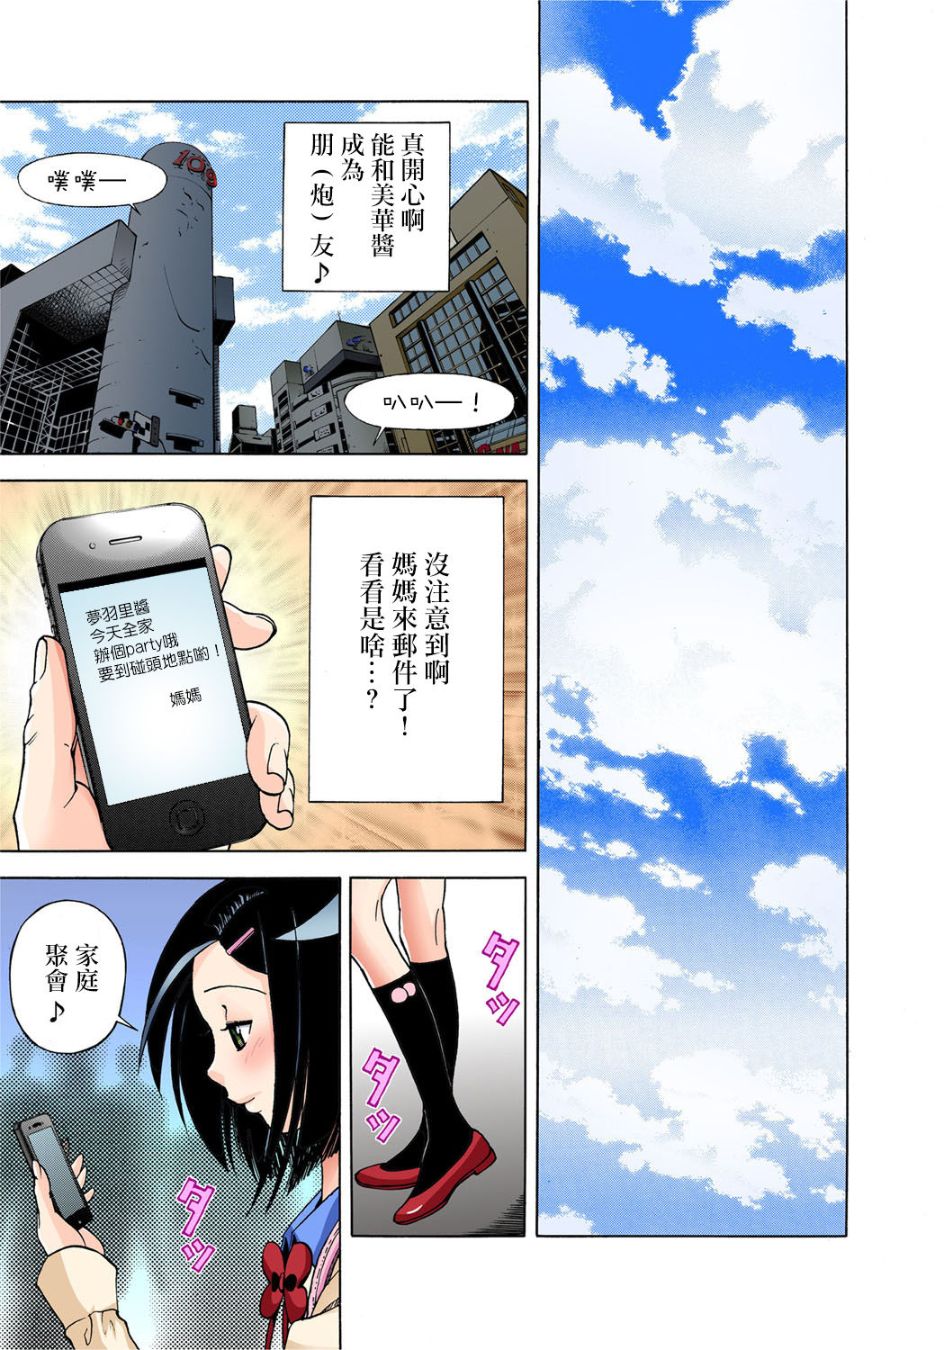 真開心啊
能和美華醬
成為
朋(炮)友♪
109
噗噗—
叭叭—！
沒注意到啊
媽媽來郵件了！
看看是啥…？
夢羽里醬
今天全家
辦個party哦
要到碰頭地點喲！
媽媽
タッ
タッ
家庭
聚會♪
タッ